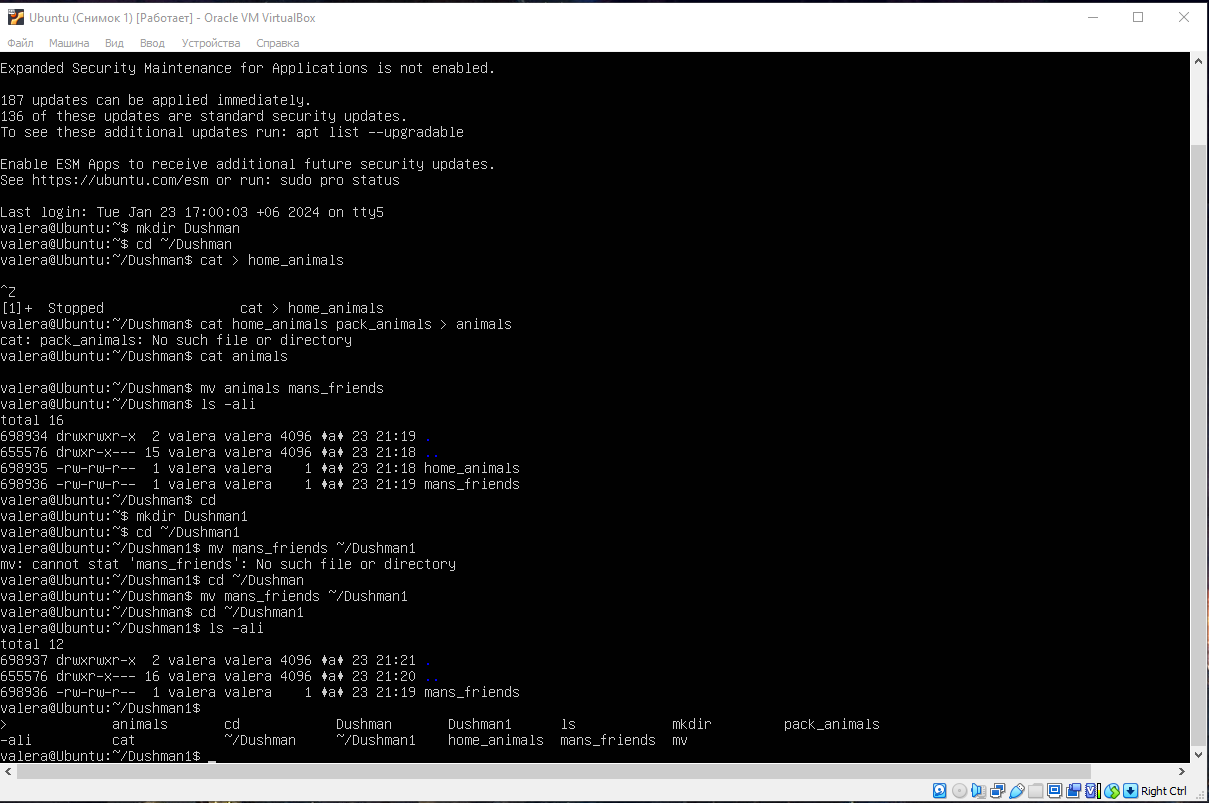 Ubuntu (Снимок 1) [Работает] - Oracle VM VirtualBox
Файл Машина Вид Ввод Устройства Справка
Expanded Security Maintenance for Applications is not enabled.
187 updates can be applied immediately.
136 of these updates are standard security updates.
To see these additional updates run: apt list --upgradable
Enable ESM Apps to receive additional future security updates.
See https://ubuntu.com/esm or run: sudo pro status
Last login: Tue Jan 23 17:00:03 +06 2024 on tty5
valera@Ubuntu:~$ mkdir Dushman
valera@Ubuntu:~$ cd ~/Dushman
valera@Ubuntu:~/Dushman$ cat > home_animals
^Z
[1]+  Stopped                 cat > home_animals
valera@Ubuntu:~/Dushman$ cat home_animals pack_animals > animals
cat: pack_animals: No such file or directory
valera@Ubuntu:~/Dushman$ cat animals
valera@Ubuntu:~/Dushman$ mv animals mans_friends
valera@Ubuntu:~/Dushman$ ls -ali
total 16
698934 drwxrwxr-x  2 valera valera 4096 ♦a♦ 23 21:19 .
655576 drwxr-x--- 15 valera valera 4096 ♦a♦ 23 21:18 ..
698935 -rw-rw-r--  1 valera valera    1 ♦a♦ 23 21:18 home_animals
698936 -rw-rw-r--  1 valera valera    1 ♦a♦ 23 21:19 mans_friends
valera@Ubuntu:~/Dushman$ cd
valera@Ubuntu:~$ mkdir Dushman1
valera@Ubuntu:~$ cd ~/Dushman1
valera@Ubuntu:~/Dushman1$ mv mans_friends ~/Dushman1
mv: cannot stat 'mans_friends': No such file or directory
valera@Ubuntu:~/Dushman1$ cd ~/Dushman
valera@Ubuntu:~/Dushman$ mv mans_friends ~/Dushman1
valera@Ubuntu:~/Dushman$ cd ~/Dushman1
valera@Ubuntu:~/Dushman1$ ls -ali
total 12
698937 drwxrwxr-x  2 valera valera 4096 ♦a♦ 23 21:21 .
655576 drwxr-x--- 16 valera valera 4096 ♦a♦ 23 21:20 ..
698936 -rw-rw-r--  1 valera valera    1 ♦a♦ 23 21:19 mans_friends
valera@Ubuntu:~/Dushman1$
>             animals       cd            Dushman       Dushman1      ls            mkdir         pack_animals
-ali          cat           ~/Dushman     ~/Dushman1    home_animals  mans_friends  mv
valera@Ubuntu:~/Dushman1$ _
Right Ctrl